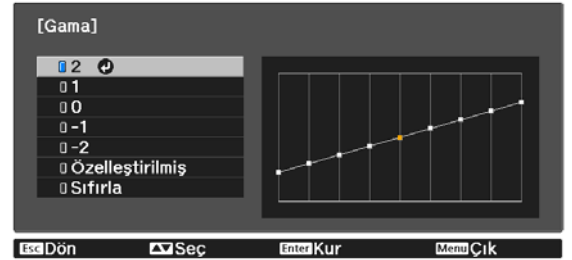 [Gama]
2
1
0
-1
-2
Özelleştirilmiş
Sıfırla
Esc Dön Seç Enter Kur Menu Çık